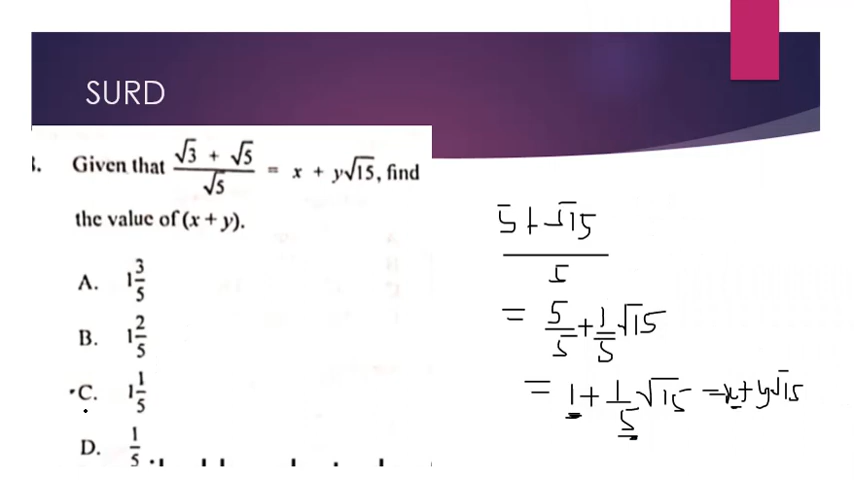 SURD
3. Given that (√3 + √5)/√5 = x + y√15, find
the value of (x + y).
A. 1 3/5
B. 1 2/5
C. 1 1/5
D. 1/5
(5+√15)/5
= 5/5 + 1/5 √15
= 1 + 1/5 √15 = x + y√15